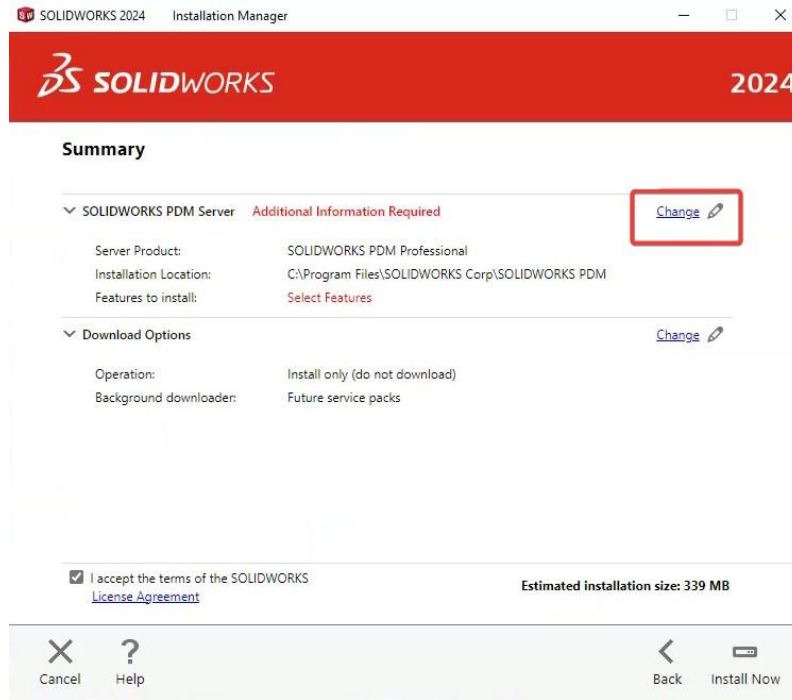 SOLIDWORKS 2024 Installation Manager
SOLIDWORKS 2024
Summary
SOLIDWORKS PDM Server Additional Information Required Change
Server Product: SOLIDWORKS PDM Professional
Installation Location: C:\Program Files\SOLIDWORKS Corp\SOLIDWORKS PDM
Features to install: Select Features
Download Options Change
Operation: Install only (do not download)
Background downloader: Future service packs
I accept the terms of the SOLIDWORKS
License Agreement
Estimated installation size: 339 MB
Cancel Help Back Install Now